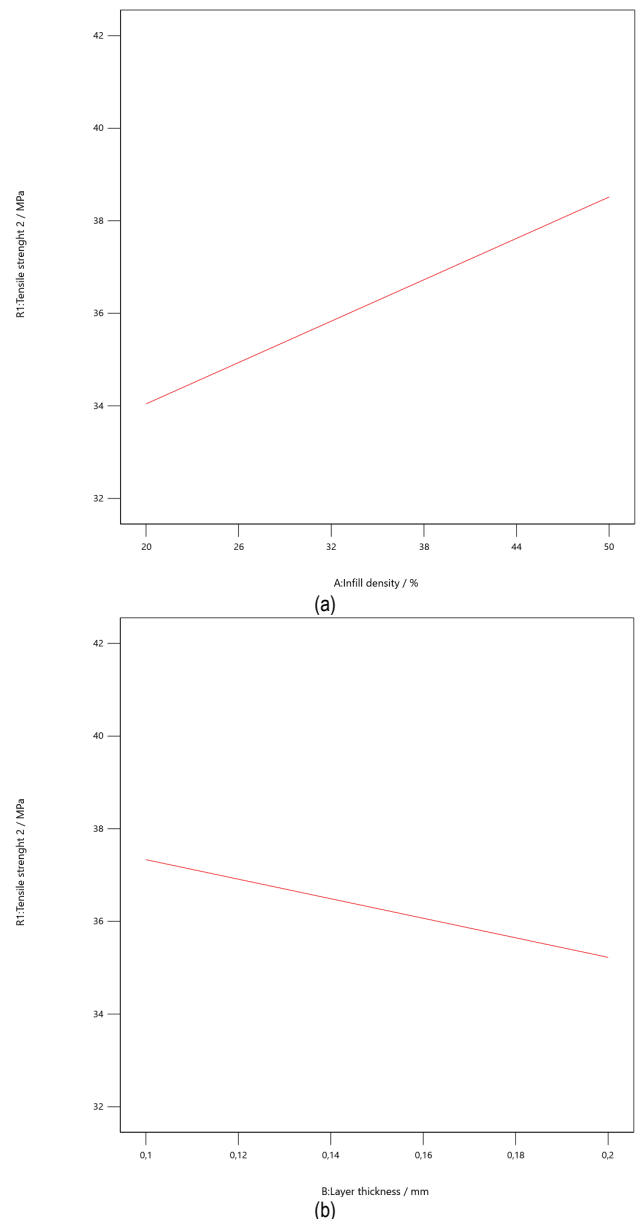 42
40
38
36
34
32
R1:Tensile strenght 2 / MPa
20 26 32 38 44 50
A:Infill density / %
(a)
42
40
38
36
34
32
R1:Tensile strenght 2 / MPa
0,1 0,12 0,14 0,16 0,18 0,2
B:Layer thickness / mm
(b)